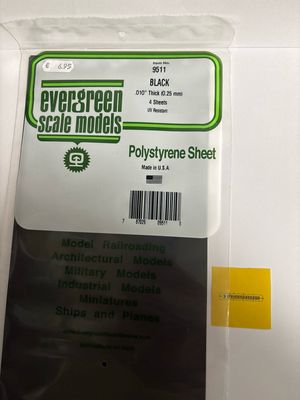 € 6.95
Item No.
9511
BLACK
.010" Thick (0.25 mm)
4 Sheets
UV Resistant
evergreen
scale models
Polystyrene Sheet
Made in U.S.A.
Model Railroading
Architectural Models
Military Models
Industrial Models
Miniatures
Ships and Planes